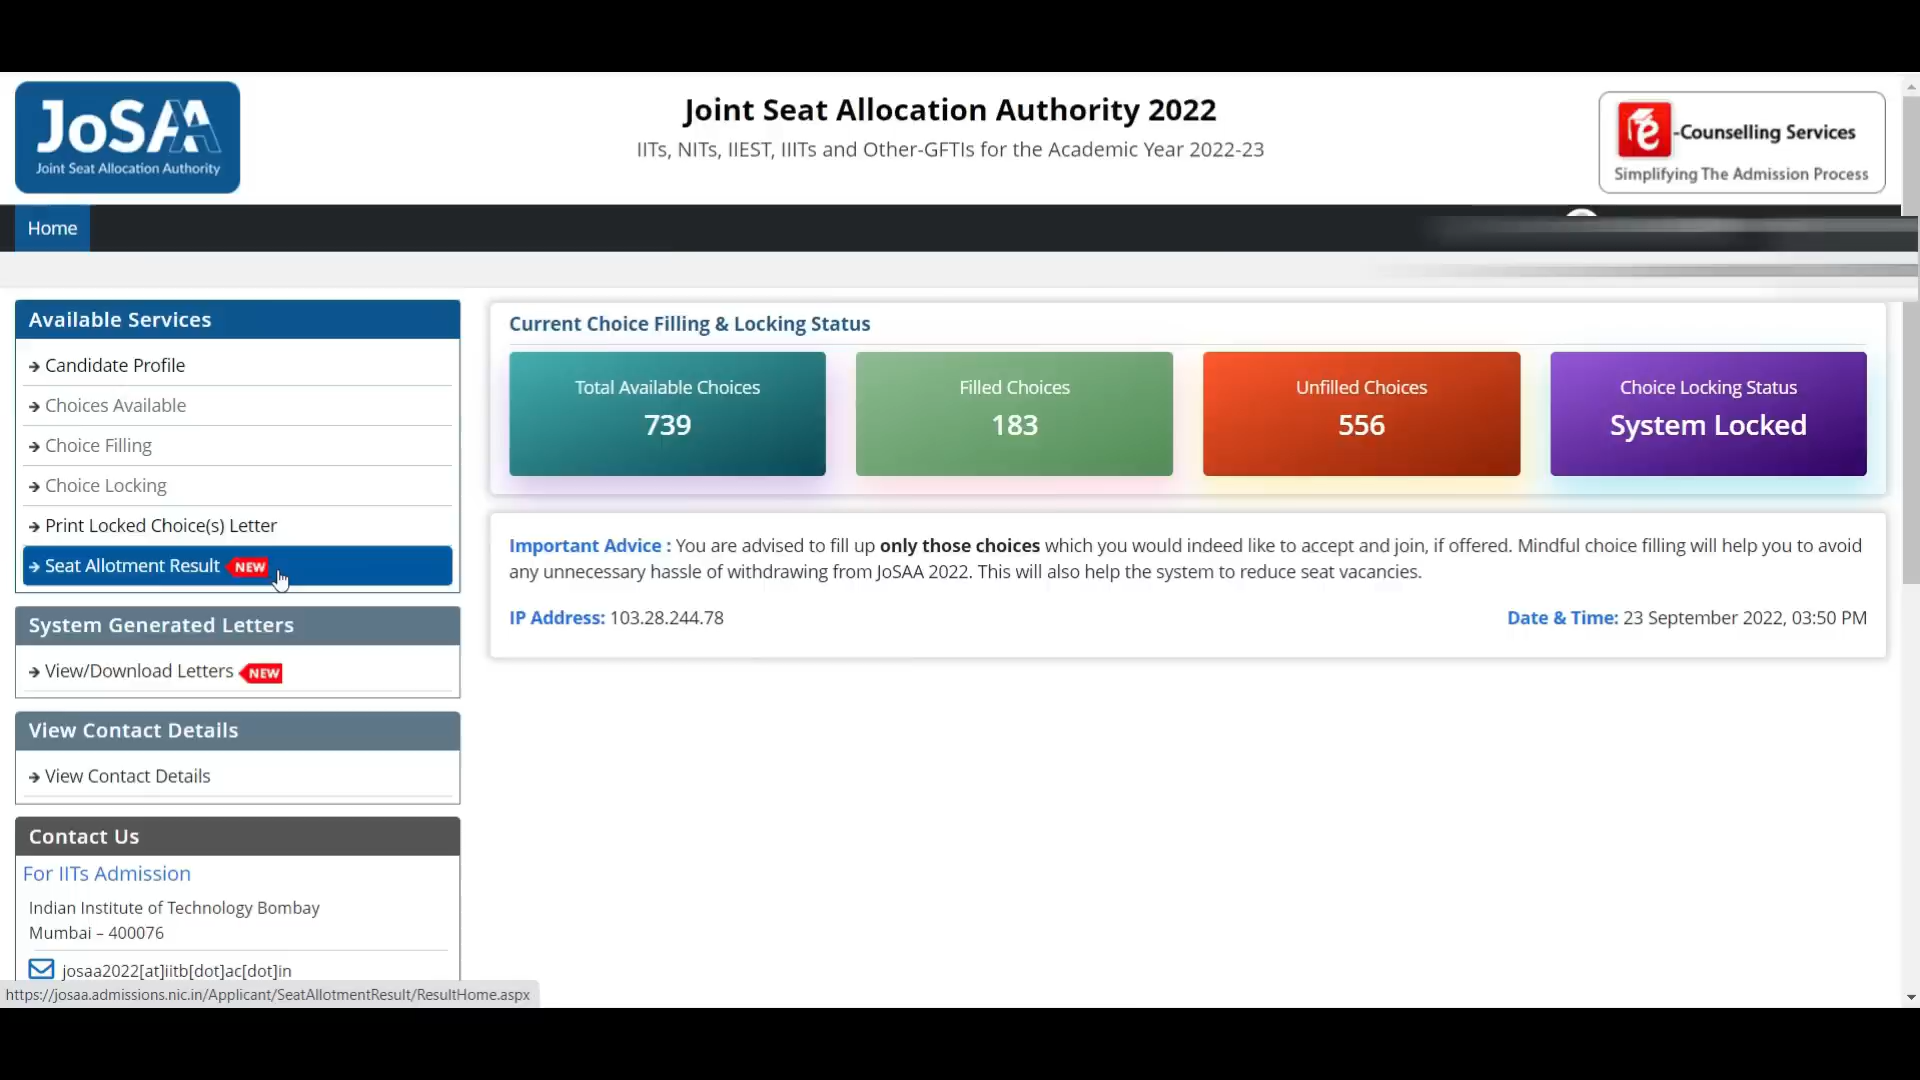 JoSAA
Joint Seat Allocation Authority
Joint Seat Allocation Authority 2022
IITs, NITs, IIEST, IIITs and Other-GFTIs for the Academic Year 2022-23
e-Counselling Services
Simplifying The Admission Process
Home
Available Services
Candidate Profile
Choices Available
Choice Filling
Choice Locking
Print Locked Choice(s) Letter
Seat Allotment Result NEW
System Generated Letters
View/Download Letters NEW
View Contact Details
View Contact Details
Contact Us
For IITs Admission
Indian Institute of Technology Bombay
Mumbai – 400076
josaa2022[at]iitb[dot]ac[dot]in
https://josaa.admissions.nic.in/Applicant/SeatAllotmentResult/ResultHome.aspx
Current Choice Filling & Locking Status
Total Available Choices
739
Filled Choices
183
Unfilled Choices
556
Choice Locking Status
System Locked
Important Advice : You are advised to fill up only those choices which you would indeed like to accept and join, if offered. Mindful choice filling will help you to avoid
any unnecessary hassle of withdrawing from JoSAA 2022. This will also help the system to reduce seat vacancies.
IP Address: 103.28.244.78
Date & Time: 23 September 2022, 03:50 PM